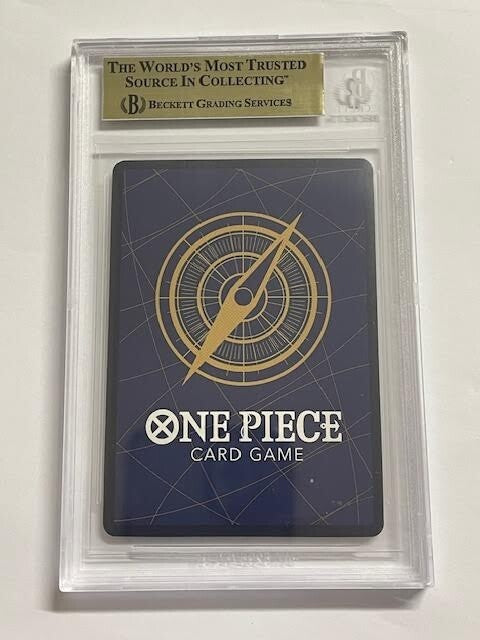 THE WORLD'S MOST TRUSTED
SOURCE IN COLLECTING™
B BECKETT GRADING SERVICES
ONE PIECE
CARD GAME